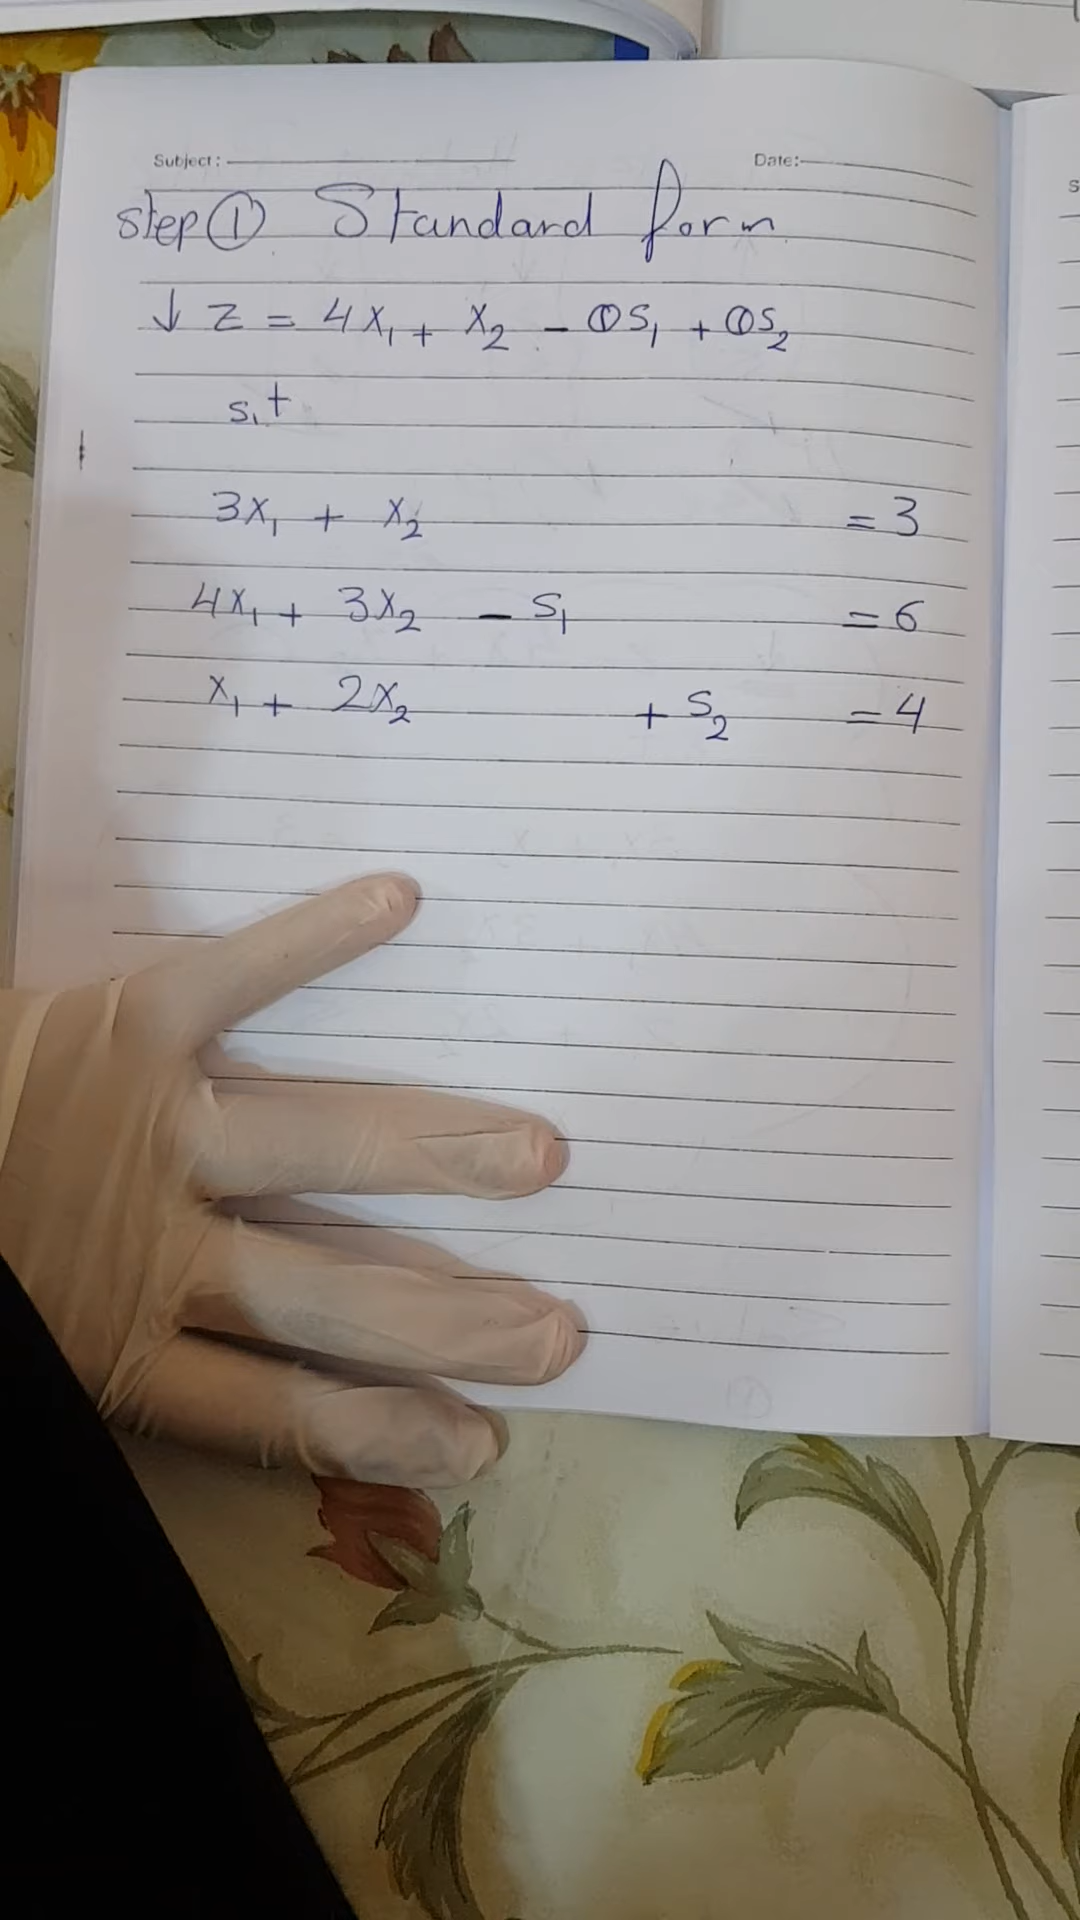 Subject: Date:
step ① Standard form
↓ z = 4x₁ + x₂ - 0s₁ + 0s₂
s.t
3x₁ + x₂ = 3
4x₁ + 3x₂ - s₁ = 6
x₁ + 2x₂ + s₂ = 4
S